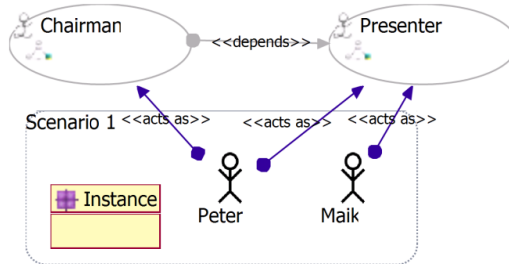 Chairman
Presenter
<<depends>>
Scenario 1
<<acts as>>
<<acts as>>
<<acts as>>
Instance
Peter
Maik